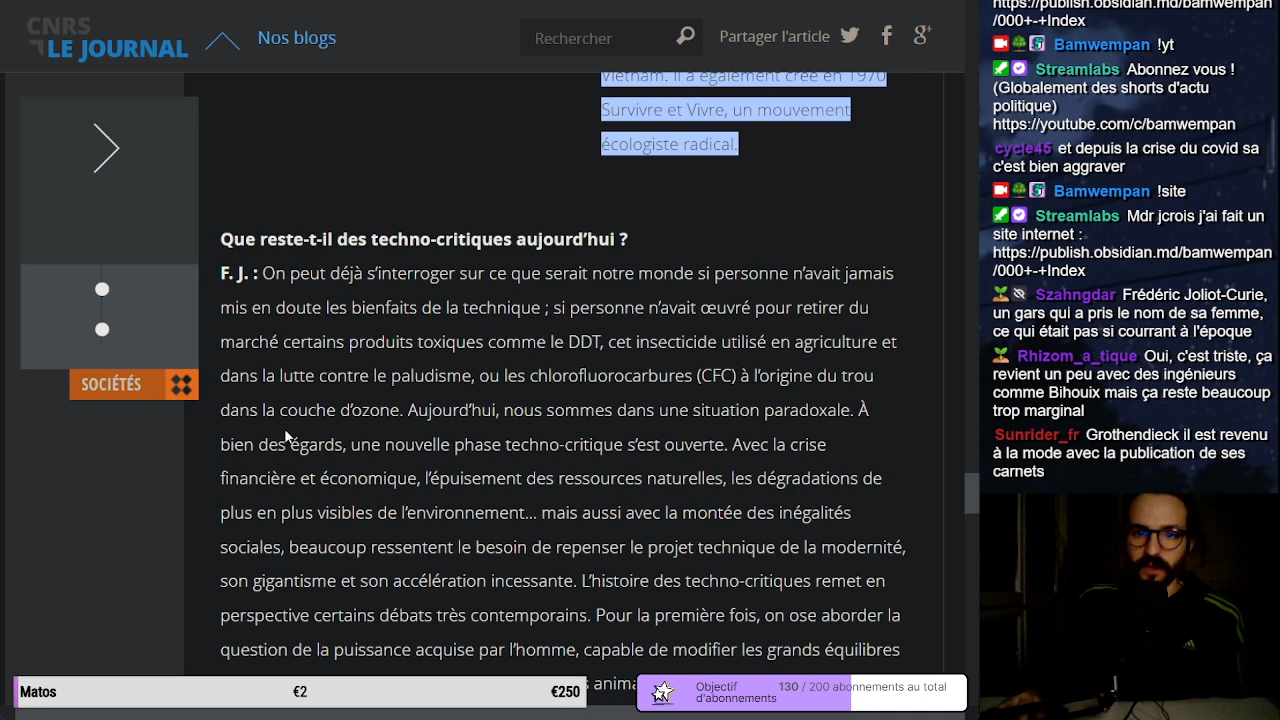 CNRS
LE JOURNAL
Nos blogs
Rechercher
Partager l'article
Vietnam. Il a également créé en 1970
Survivre et Vivre, un mouvement
écologiste radical.
Que reste-t-il des techno-critiques aujourd’hui ?
F. J. : On peut déjà s’interroger sur ce que serait notre monde si personne n’avait jamais
mis en doute les bienfaits de la technique ; si personne n’avait œuvré pour retirer du
marché certains produits toxiques comme le DDT, cet insecticide utilisé en agriculture et
dans la lutte contre le paludisme, ou les chlorofluorocarbures (CFC) à l’origine du trou
dans la couche d’ozone. Aujourd’hui, nous sommes dans une situation paradoxale. À
bien des égards, une nouvelle phase techno-critique s’est ouverte. Avec la crise
financière et économique, l’épuisement des ressources naturelles, les dégradations de
plus en plus visibles de l’environnement… mais aussi avec la montée des inégalités
sociales, beaucoup ressentent le besoin de repenser le projet technique de la modernité,
son gigantisme et son accélération incessante. L’histoire des techno-critiques remet en
perspective certains débats très contemporains. Pour la première fois, on ose aborder la
question de la puissance acquise par l’homme, capable de modifier les grands équilibres
SOCIÉTÉS
Matos €2 €250
Objectif d'abonnements
130 / 200 abonnements au total
https://publish.obsidian.md/bamwempan
/000+-+Index
Bamwempan !yt
Streamlabs Abonnez vous !
(Globalement des shorts d'actu
politique)
https://youtube.com/c/bamwempan
cycle45 et depuis la crise du covid sa
c'est bien aggraver
Bamwempan !site
Streamlabs Mdr jcrois j'ai fait un
site internet :
https://publish.obsidian.md/bamwempan
/000+-+Index
Szahngdar Frédéric Joliot-Curie,
un gars qui a pris le nom de sa femme,
ce qui était pas si courrant à l'époque
Rhizom_a_tique Oui, c'est triste, ça
revient un peu avec des ingénieurs
comme Bihouix mais ça reste beaucoup
trop marginal
Sunrider_fr Grothendieck il est revenu
à la mode avec la publication de ses
carnets